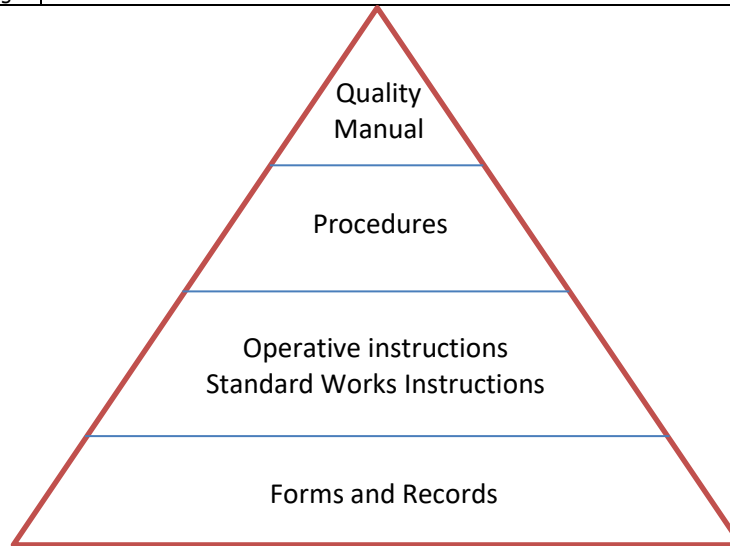 Quality
Manual
Procedures
Operative instructions
Standard Works Instructions
Forms and Records